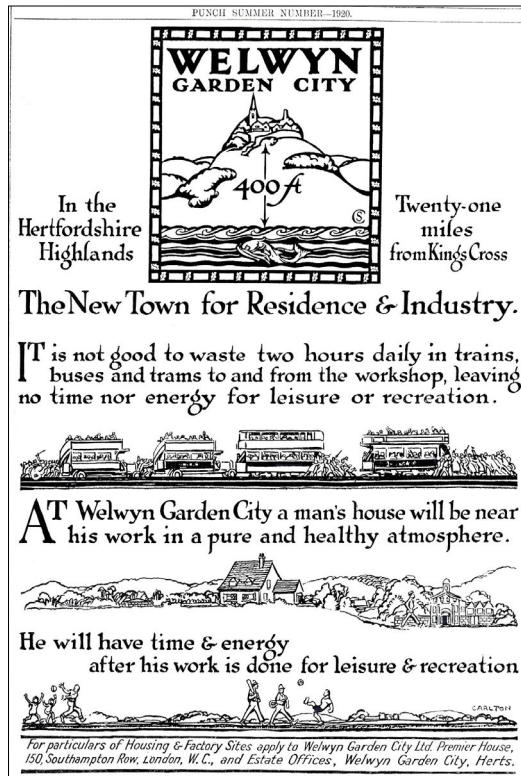 PUNCH SUMMER NUMBER—1920.
WELWYN
GARDEN CITY
400 ft
CS
In the
Hertfordshire
Highlands
Twenty-one
miles
from Kings Cross
The New Town for Residence & Industry.
IT is not good to waste two hours daily in trains,
buses and trams to and from the workshop, leaving
no time nor energy for leisure or recreation.
AT Welwyn Garden City a man's house will be near
his work in a pure and healthy atmosphere.
He will have time & energy
after his work is done for leisure & recreation
CARLTON
For particulars of Housing & Factory Sites apply to Welwyn Garden City Ltd. Premier House,
150, Southampton Row, London, W.C., and Estate Offices, Welwyn Garden City, Herts.